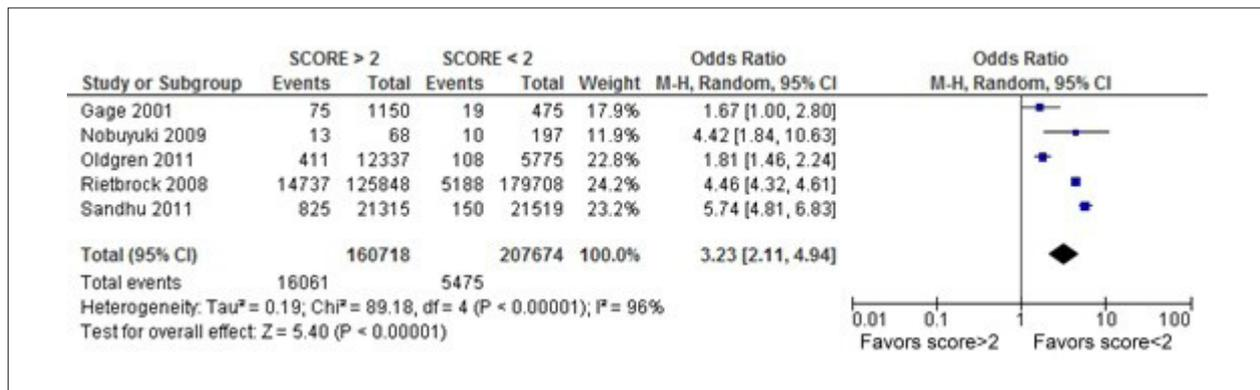 SCORE > 2 SCORE < 2 Odds Ratio Odds Ratio
Study or Subgroup Events Total Events Total Weight M-H, Random, 95% CI M-H, Random, 95% CI
Gage 2001 75 1150 19 475 17.9% 1.67 [1.00, 2.80]
Nobuyuki 2009 13 68 10 197 11.9% 4.42 [1.84, 10.63]
Oldgren 2011 411 12337 108 5775 22.8% 1.81 [1.46, 2.24]
Rietbrock 2008 14737 125848 5188 179708 24.2% 4.46 [4.32, 4.61]
Sandhu 2011 825 21315 150 21519 23.2% 5.74 [4.81, 6.83]
Total (95% CI) 160718 207674 100.0% 3.23 [2.11, 4.94]
Total events 16061 5475
Heterogeneity: Tau² = 0.19; Chi² = 89.18, df = 4 (P < 0.00001); I² = 96%
Test for overall effect: Z = 5.40 (P < 0.00001)
0.01 0.1 1 10 100
Favors score>2 Favors score<2